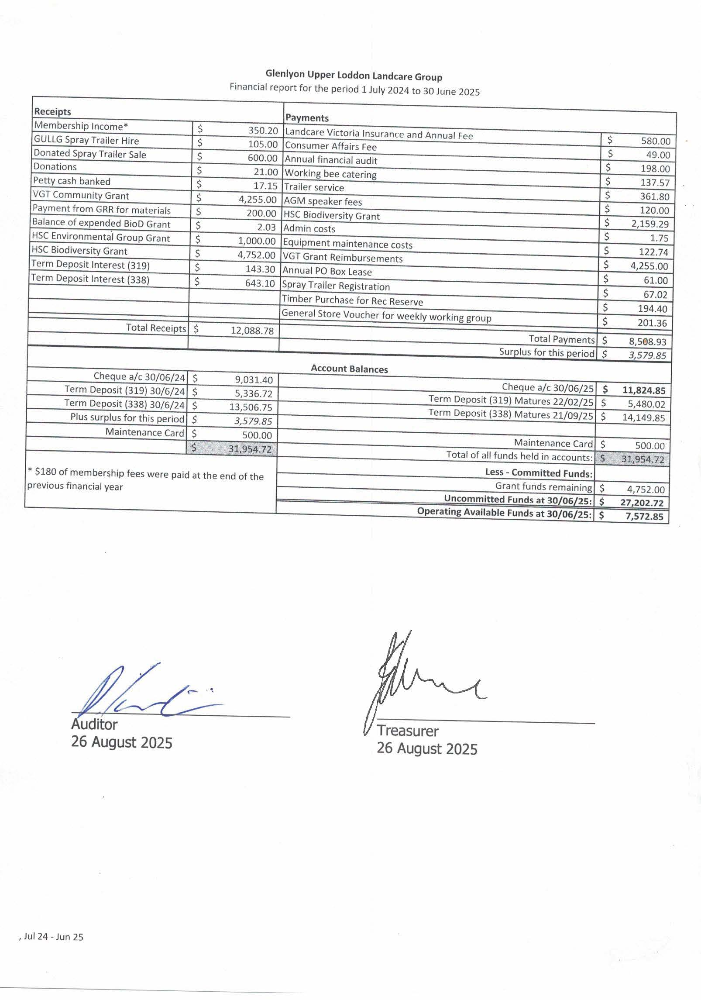 Glenlyon Upper Loddon Landcare Group
Financial report for the period 1 July 2024 to 30 June 2025
Receipts
Payments
Membership Income* $ 350.20 Landcare Victoria Insurance and Annual Fee $ 580.00
GULLG Spray Trailer Hire $ 105.00 Consumer Affairs Fee $ 49.00
Donated Spray Trailer Sale $ 600.00 Annual financial audit $ 198.00
Donations $ 21.00 Working bee catering $ 137.57
Petty cash banked $ 17.15 Trailer service $ 361.80
VGT Community Grant $ 4,255.00 AGM speaker fees $ 120.00
Payment from GRR for materials $ 200.00 HSC Biodiversity Grant $ 2,159.29
Balance of expended BioD Grant $ 2.03 Admin costs $ 1.75
HSC Environmental Group Grant $ 1,000.00 Equipment maintenance costs $ 122.74
HSC Biodiversity Grant $ 4,752.00 VGT Grant Reimbursements $ 4,255.00
Term Deposit Interest (319) $ 143.30 Annual PO Box Lease $ 61.00
Term Deposit Interest (338) $ 643.10 Spray Trailer Registration $ 67.02
Timber Purchase for Rec Reserve $ 194.40
General Store Voucher for weekly working group $ 201.36
Total Receipts $ 12,088.78
Total Payments $ 8,508.93
Surplus for this period $ 3,579.85
Account Balances
Cheque a/c 30/06/24 $ 9,031.40 Cheque a/c 30/06/25 $ 11,824.85
Term Deposit (319) 30/6/24 $ 5,336.72 Term Deposit (319) Matures 22/02/25 $ 5,480.02
Term Deposit (338) 30/6/24 $ 13,506.75 Term Deposit (338) Matures 21/09/25 $ 14,149.85
Plus surplus for this period $ 3,579.85
Maintenance Card $ 500.00 Maintenance Card $ 500.00
$ 31,954.72 Total of all funds held in accounts: $ 31,954.72
Less - Committed Funds:
* $180 of membership fees were paid at the end of the
previous financial year
Grant funds remaining $ 4,752.00
Uncommitted Funds at 30/06/25: $ 27,202.72
Operating Available Funds at 30/06/25: $ 7,572.85
Auditor
26 August 2025
Treasurer
26 August 2025
, Jul 24 - Jun 25